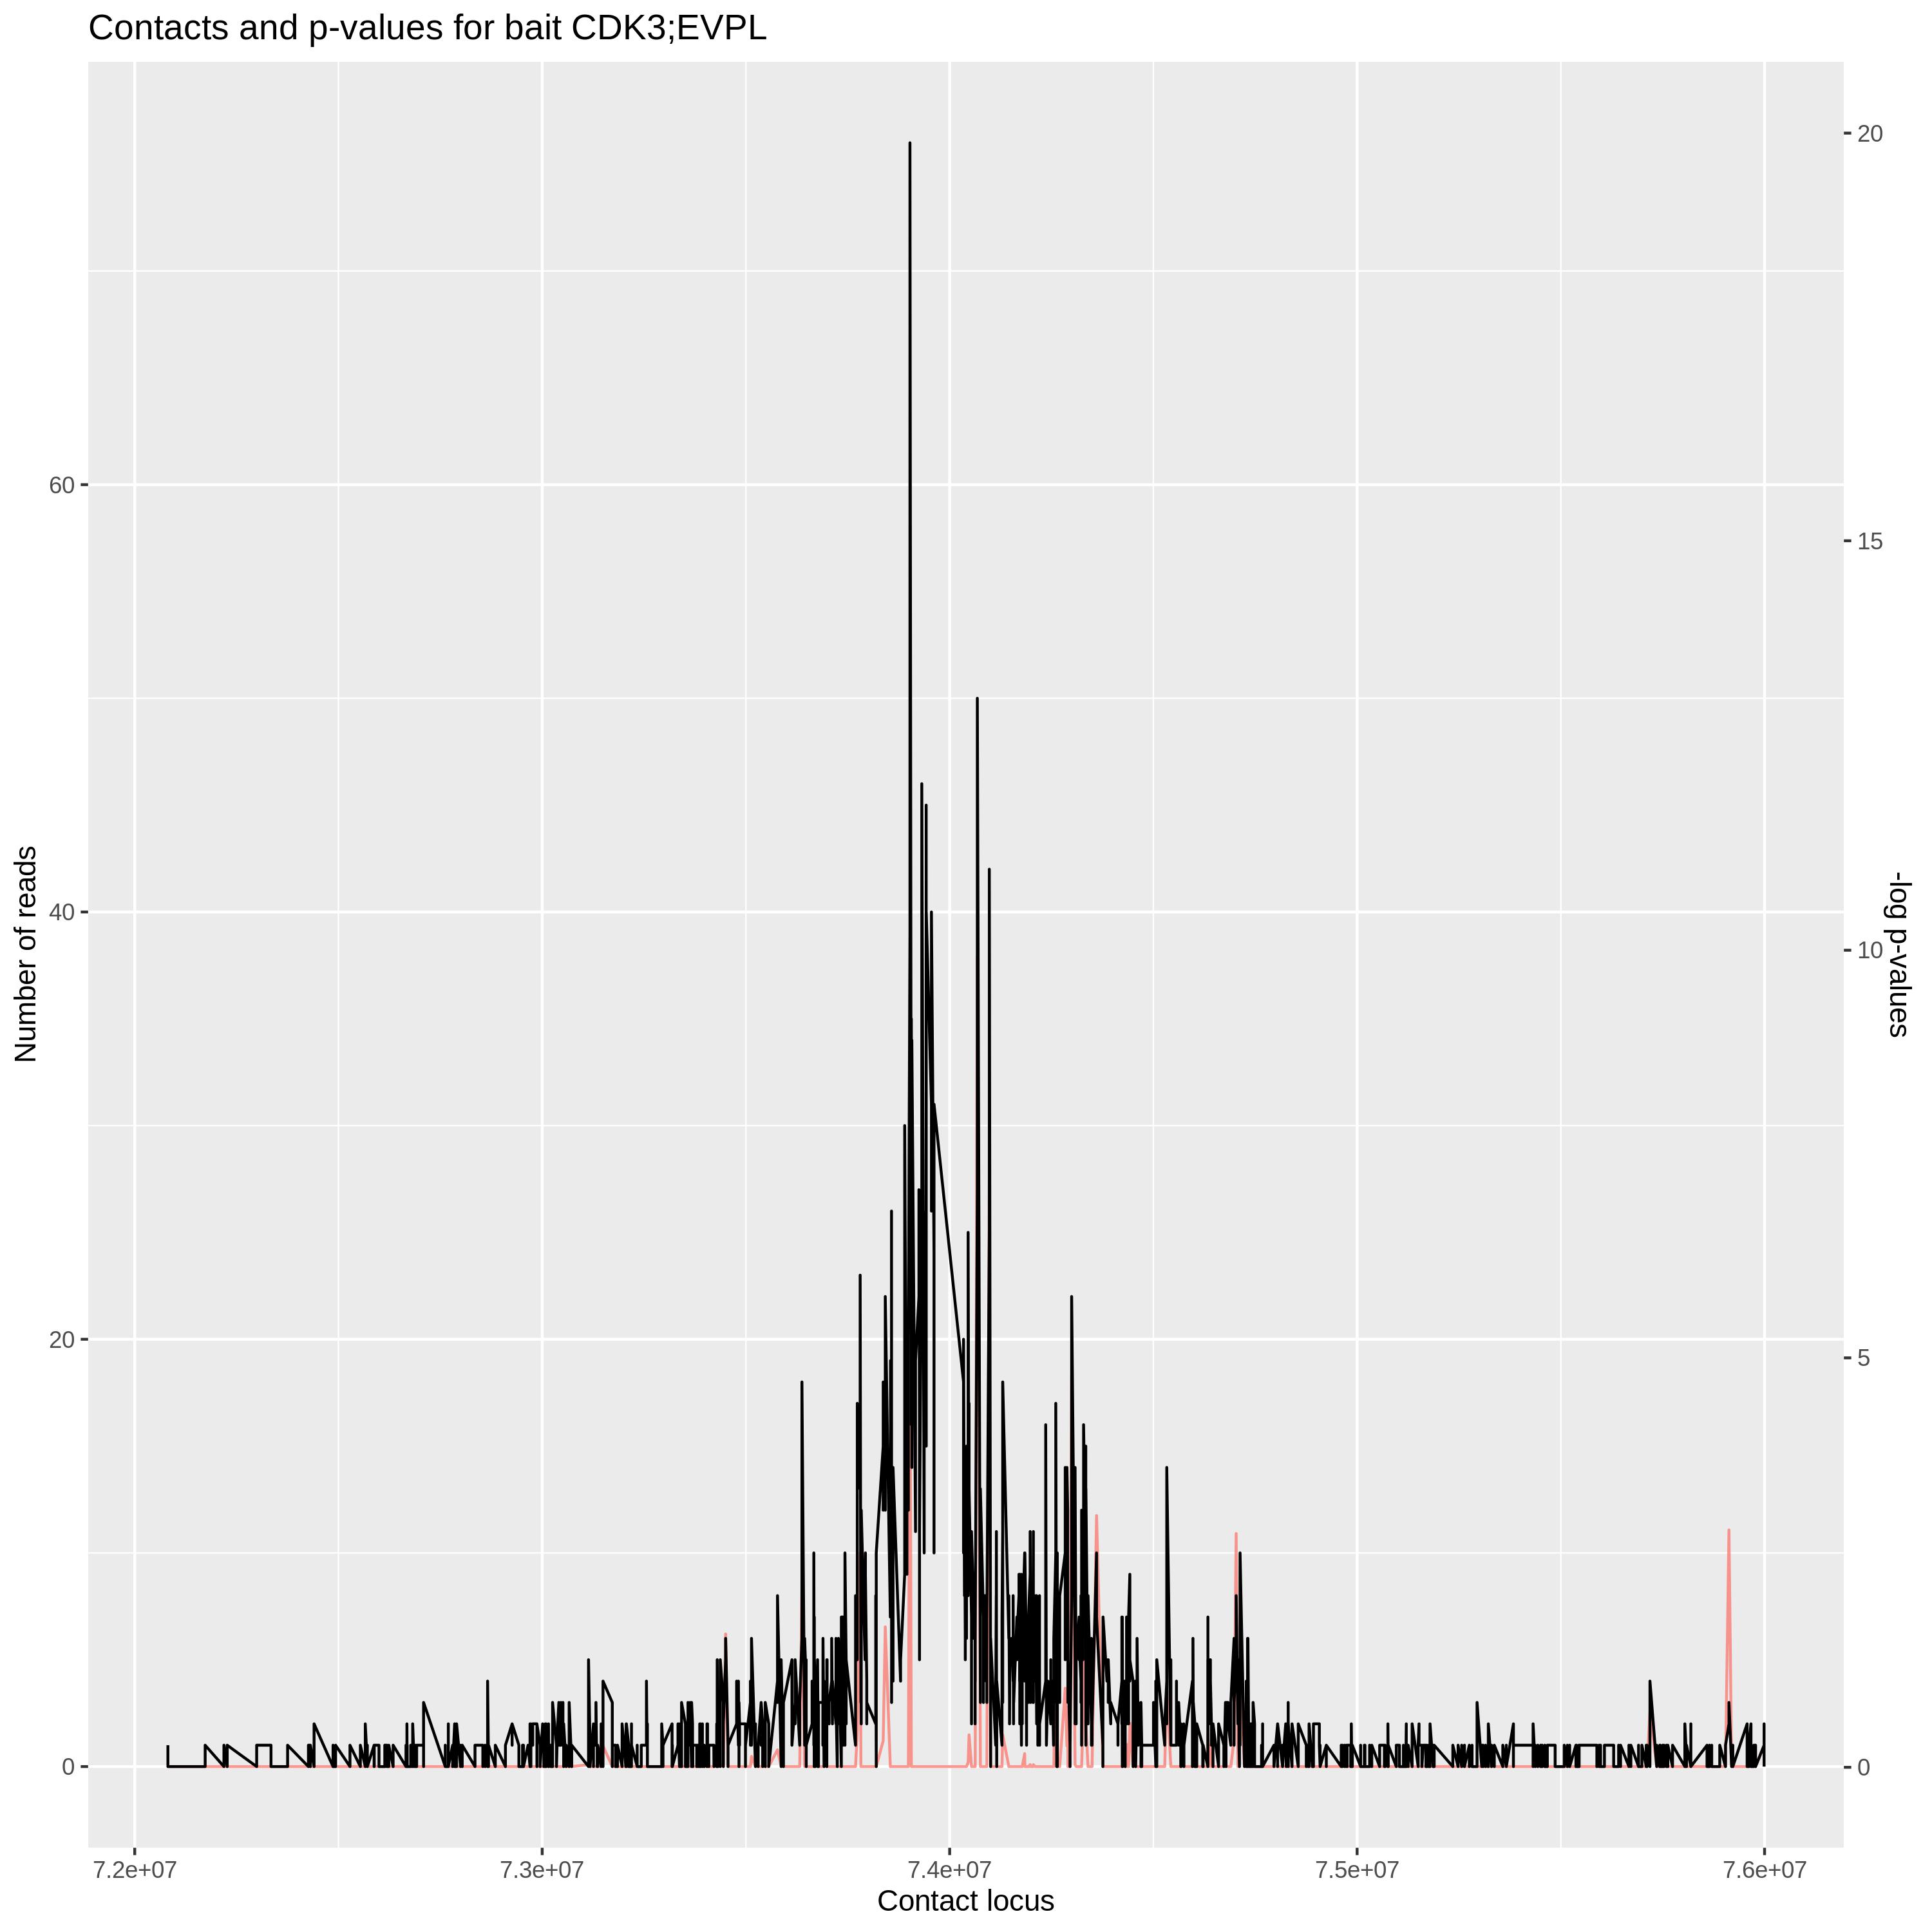 Contacts and p-values for bait CDK3;EVPL
20
60
15
Number of reads
-log p-values
40
10
20
5
0
0
7.2e+07 7.3e+07 7.4e+07 7.5e+07 7.6e+07
Contact locus